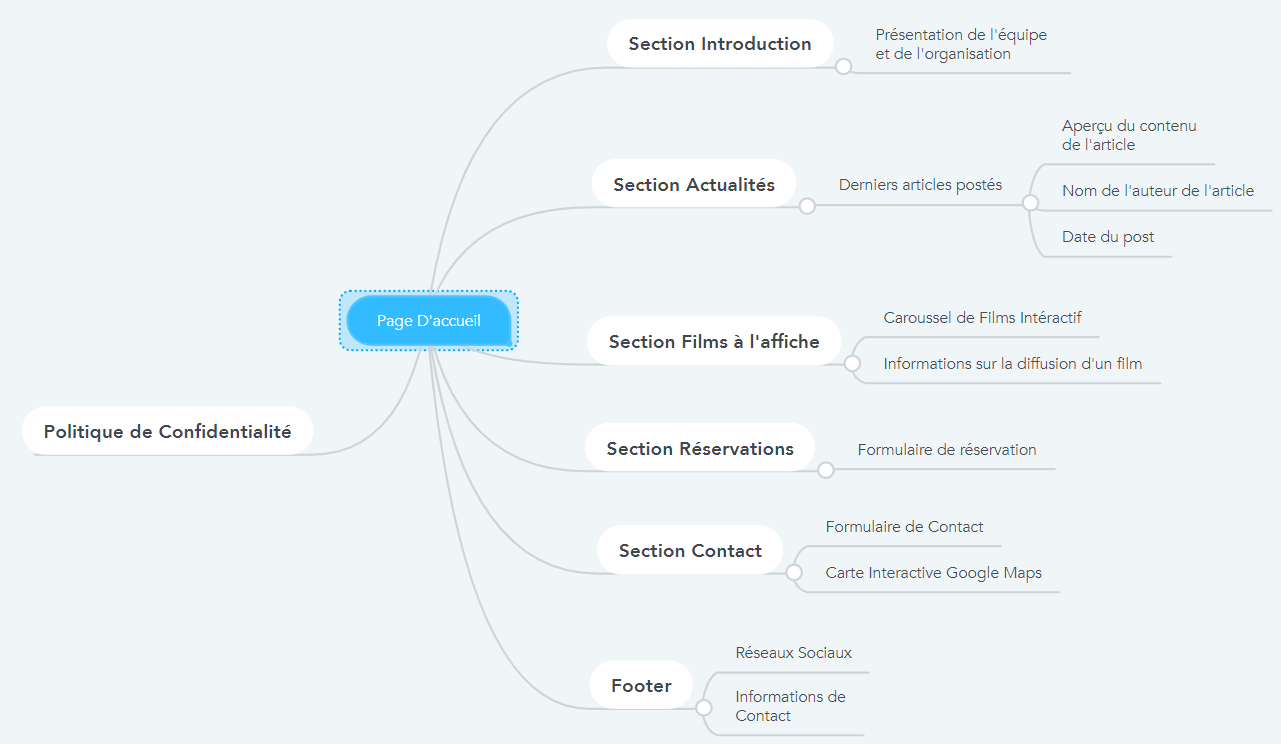 Section Introduction
Présentation de l'équipe
et de l'organisation
Aperçu du contenu
de l'article
Section Actualités
Derniers articles postés
Nom de l'auteur de l'article
Date du post
Page D'accueil
Section Films à l'affiche
Caroussel de Films Intéractif
Informations sur la diffusion d'un film
Politique de Confidentialité
Section Réservations
Formulaire de réservation
Section Contact
Formulaire de Contact
Carte Interactive Google Maps
Footer
Réseaux Sociaux
Informations de
Contact